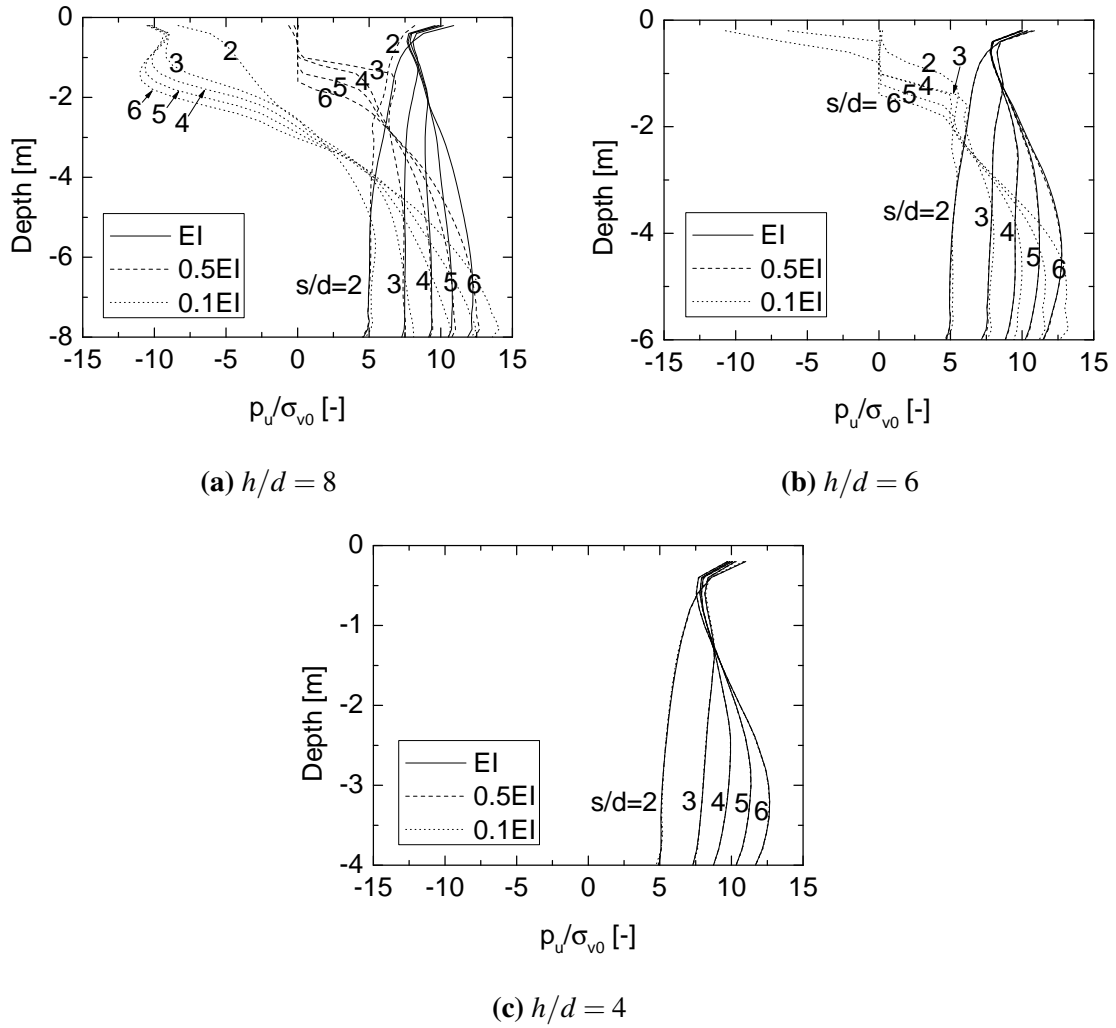 0
-2
-4
-6
-8
Depth [m]
2
3
6 5 4
2
3
4
5
6
2
EI
0.5EI
0.1EI
s/d=2 3 4 5 6
-15 -10 -5 0 5 10 15
p_u/σ_v0 [-]
(a) h/d = 8
0
-2
-4
-6
Depth [m]
2 3
s/d= 6 5 4
s/d=2 3 4 5 6
EI
0.5EI
0.1EI
-15 -10 -5 0 5 10 15
p_u/σ_v0 [-]
(b) h/d = 6
0
-1
-2
-3
-4
Depth [m]
EI
0.5EI
0.1EI
s/d=2 3 4 5 6
-15 -10 -5 0 5 10 15
p_u/σ_v0 [-]
(c) h/d = 4